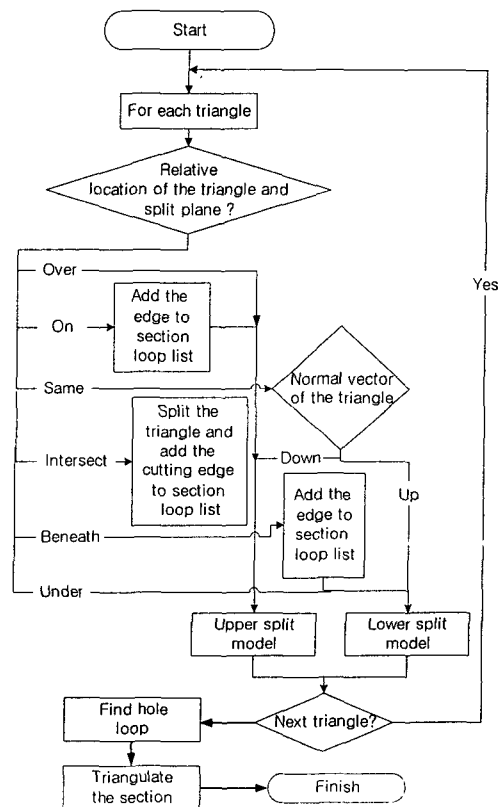 Start
For each triangle
Relative
location of the triangle and
split plane ?
Over
Yes
Add the
edge to
section
loop list
On
Same
Normal vector
of the triangle
Split the
triangle and
add the
cutting edge
to section
loop list
Intersect
Down
Up
Add the
edge to
section
loop list
Beneath
Under
Upper split
model
Lower split
model
Next triangle?
Find hole
loop
Triangulate
the section
Finish